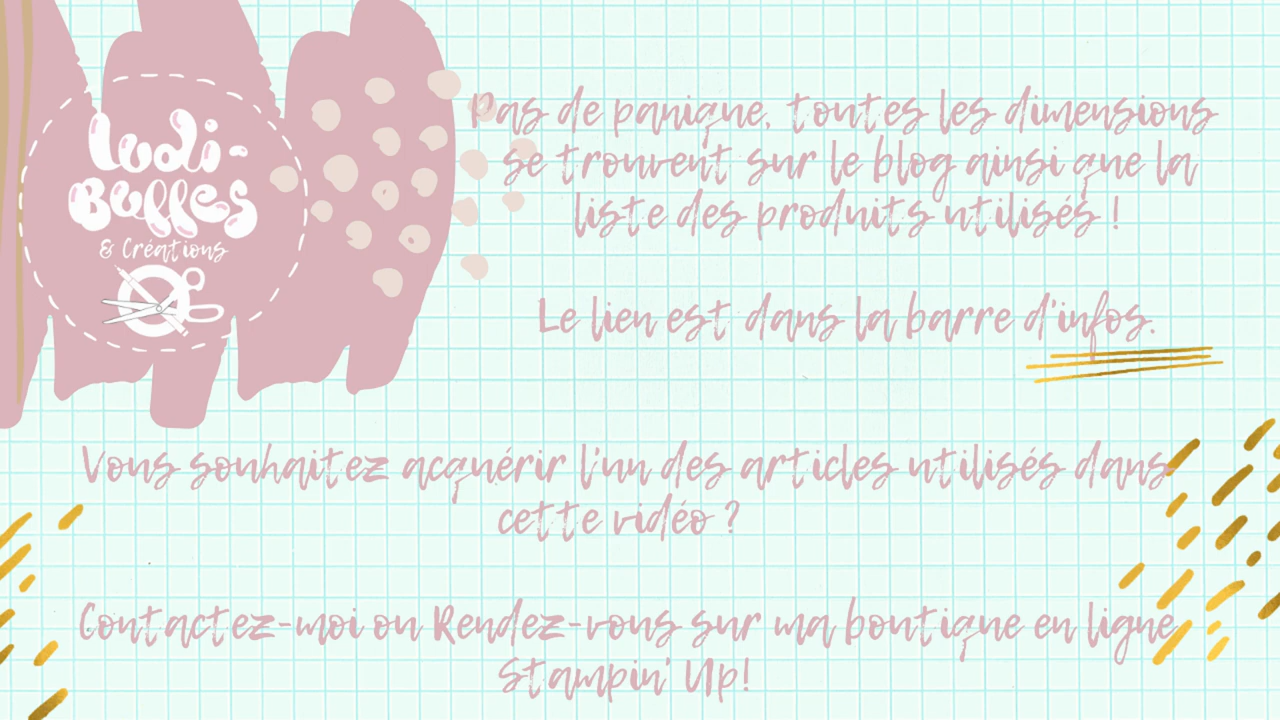 Ludi-
Bulles
& Créations
Pas de panique, toutes les dimensions
se trouvent sur le blog ainsi que la
liste des produits utilisés !
Le lien est dans la barre d'infos.
Vous souhaitez acquérir l'un des articles utilisés dans
cette vidéo ?
Contactez-moi ou Rendez-vous sur ma boutique en ligne
Stampin' Up!